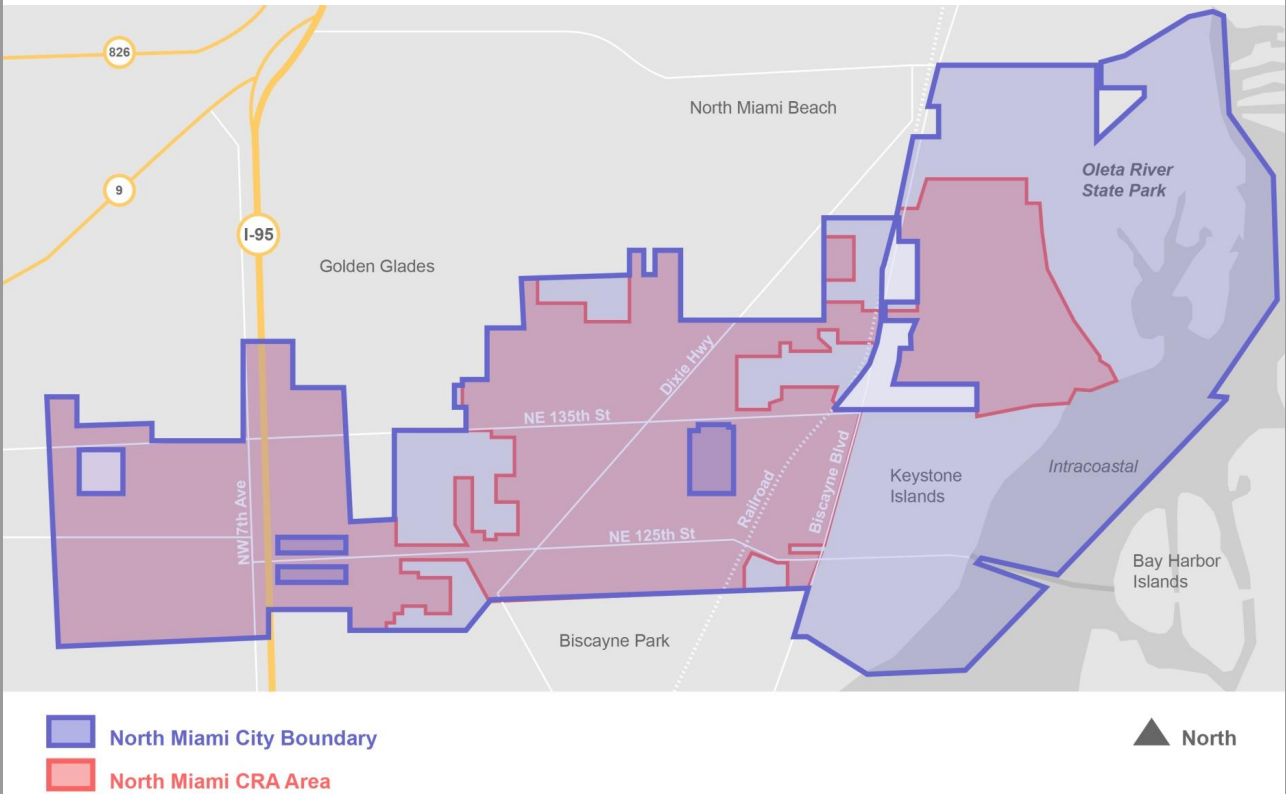 826
North Miami Beach
Oleta River
State Park
9
I-95
Golden Glades
Dixie Hwy
NE 135th St
NW 7th Ave
Railroad
Biscayne Blvd
Keystone
Islands
Intracoastal
NE 125th St
Bay Harbor
Islands
Biscayne Park
North Miami City Boundary
North
North Miami CRA Area